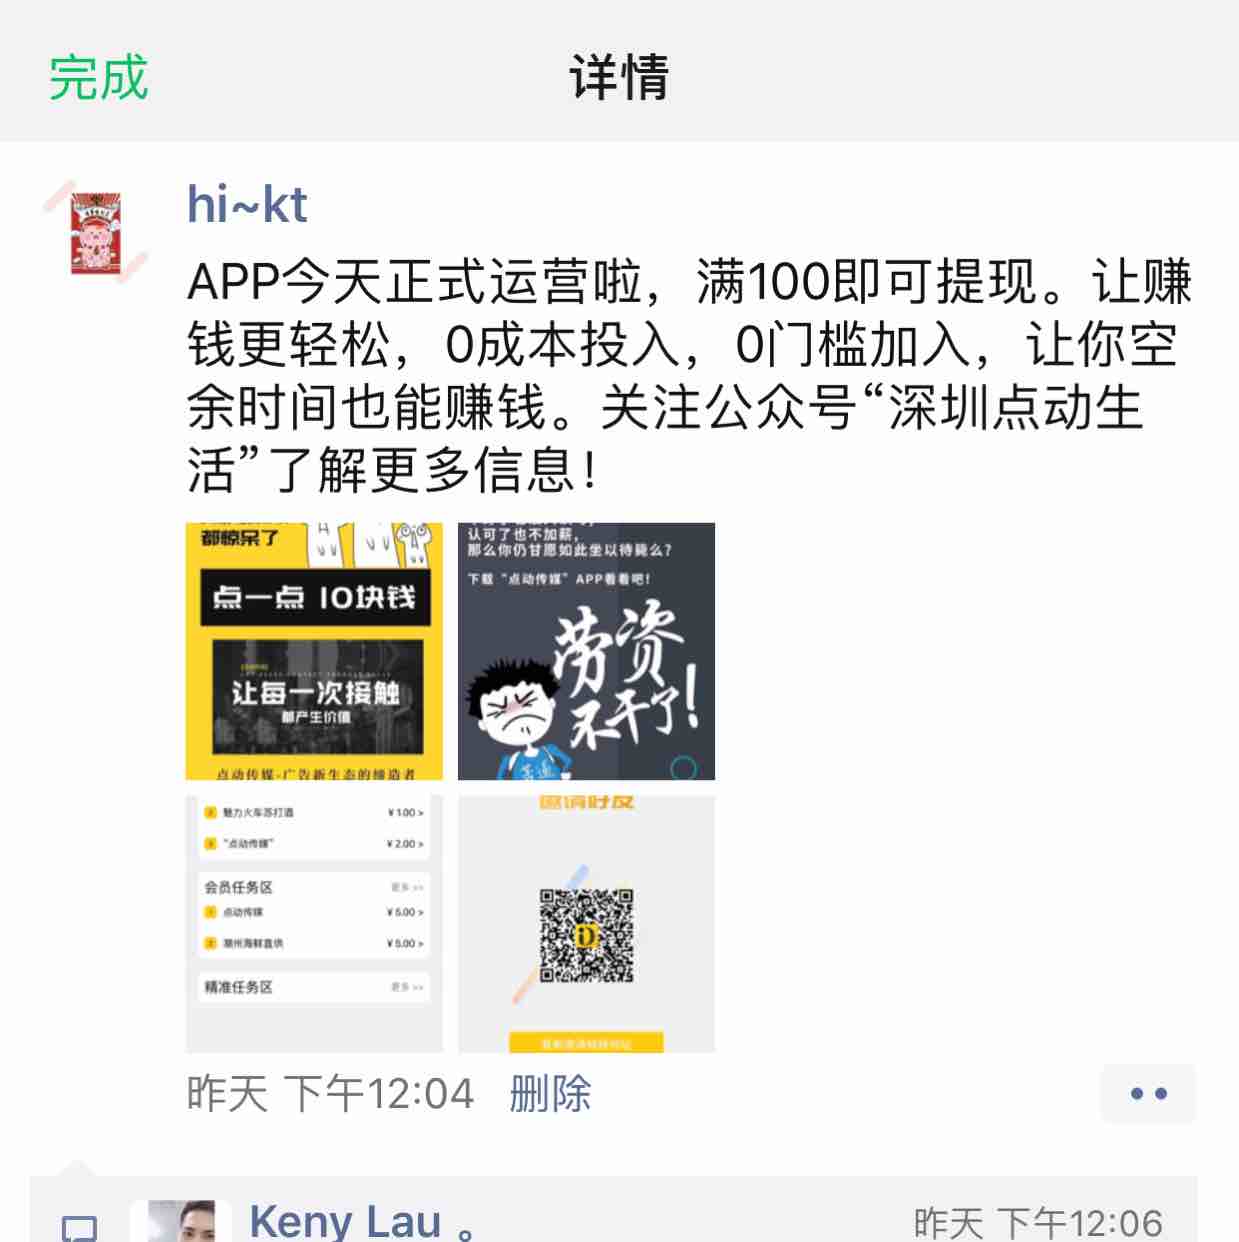 完成
详情
hi~kt
APP今天正式运营啦，满100即可提现。让赚
钱更轻松，0成本投入，0门槛加入，让你空
余时间也能赚钱。关注公众号“深圳点动生
活”了解更多信息！
都惊呆了
点一点 10块钱
让每一次接触
都产生价值
点动传媒-广告新生态的缔造者
认可了也不加薪，
那么你仍甘愿如此坐以待毙么？
下载“点动传媒”APP看看吧！
劳资
不干了！
魅力火车苏打酒 ¥1.00 >
“点动传媒” ¥2.00 >
会员任务区 更多 >>
点动传媒 ¥5.00 >
潮州海鲜直供 ¥5.00 >
精准任务区 更多 >>
邀请好友
昨天 下午12:04 删除
Keny Lau 。 昨天 下午12:06